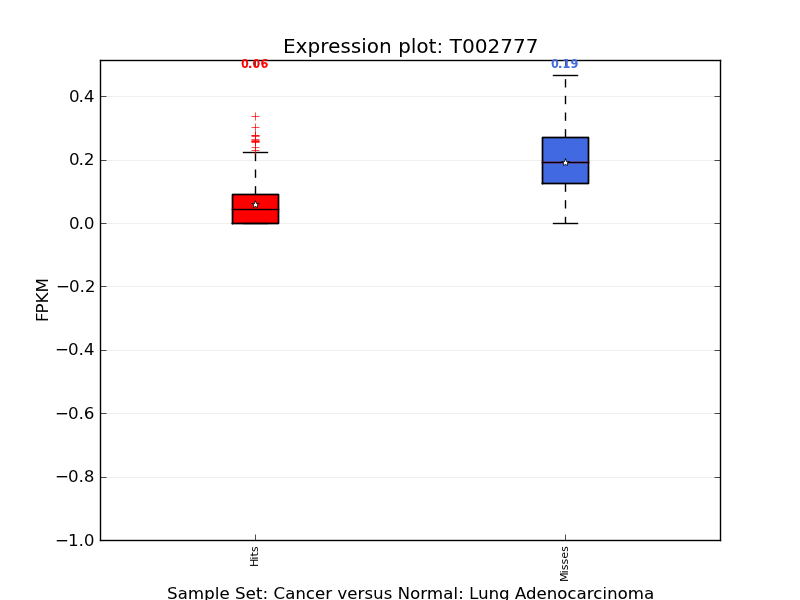 Expression plot: T002777
0.06
0.19
0.4
0.2
0.0
−0.2
−0.4
−0.6
−0.8
−1.0
FPKM
Hits
Misses
Sample Set: Cancer versus Normal: Lung Adenocarcinoma